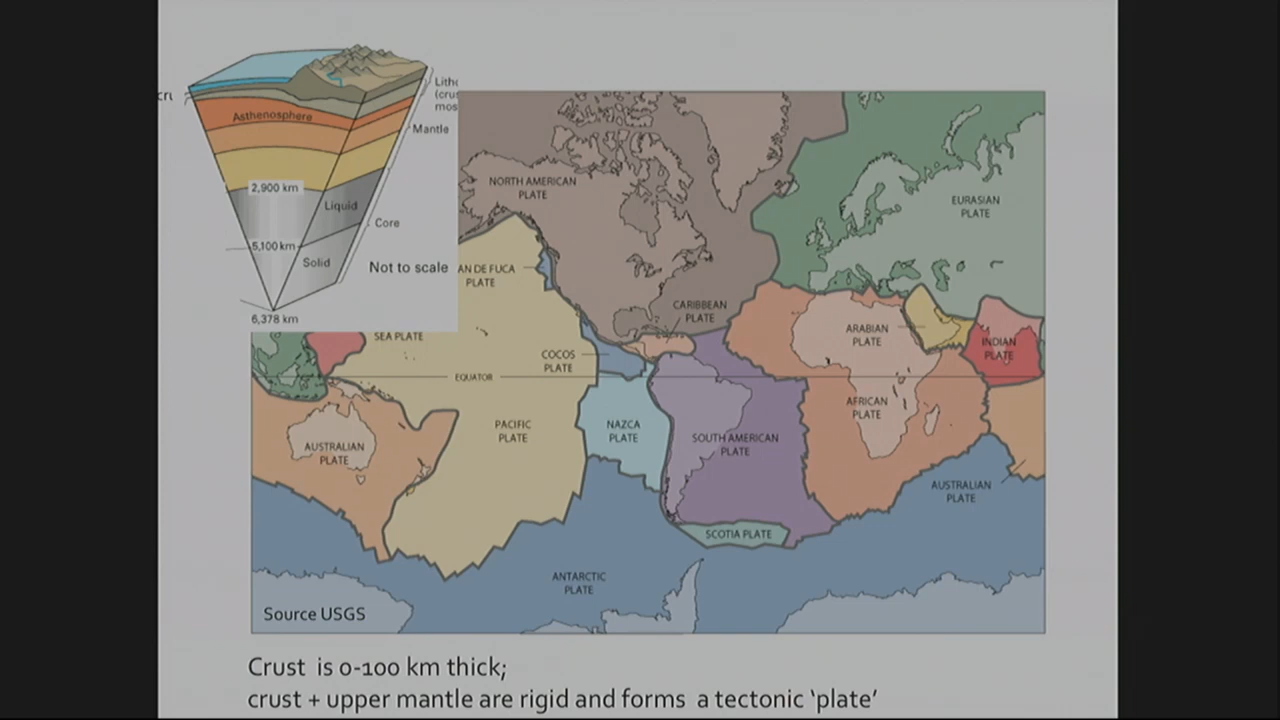 Lith
(crus
mos
Asthenosphere
Mantle
2,900 km
Liquid
Core
5,100 km
Solid
Not to scale
6,378 km
NORTH AMERICAN
PLATE
EURASIAN
PLATE
AN DE FUCA
PLATE
CARIBBEAN
PLATE
SEA PLATE
ARABIAN
PLATE
INDIAN
PLATE
COCOS
PLATE
EQUATOR
AFRICAN
PLATE
AUSTRALIAN
PLATE
PACIFIC
PLATE
NAZCA
PLATE
SOUTH AMERICAN
PLATE
AUSTRALIAN
PLATE
SCOTIA PLATE
ANTARCTIC
PLATE
Source USGS
Crust is 0-100 km thick;
crust + upper mantle are rigid and forms a tectonic ‘plate’